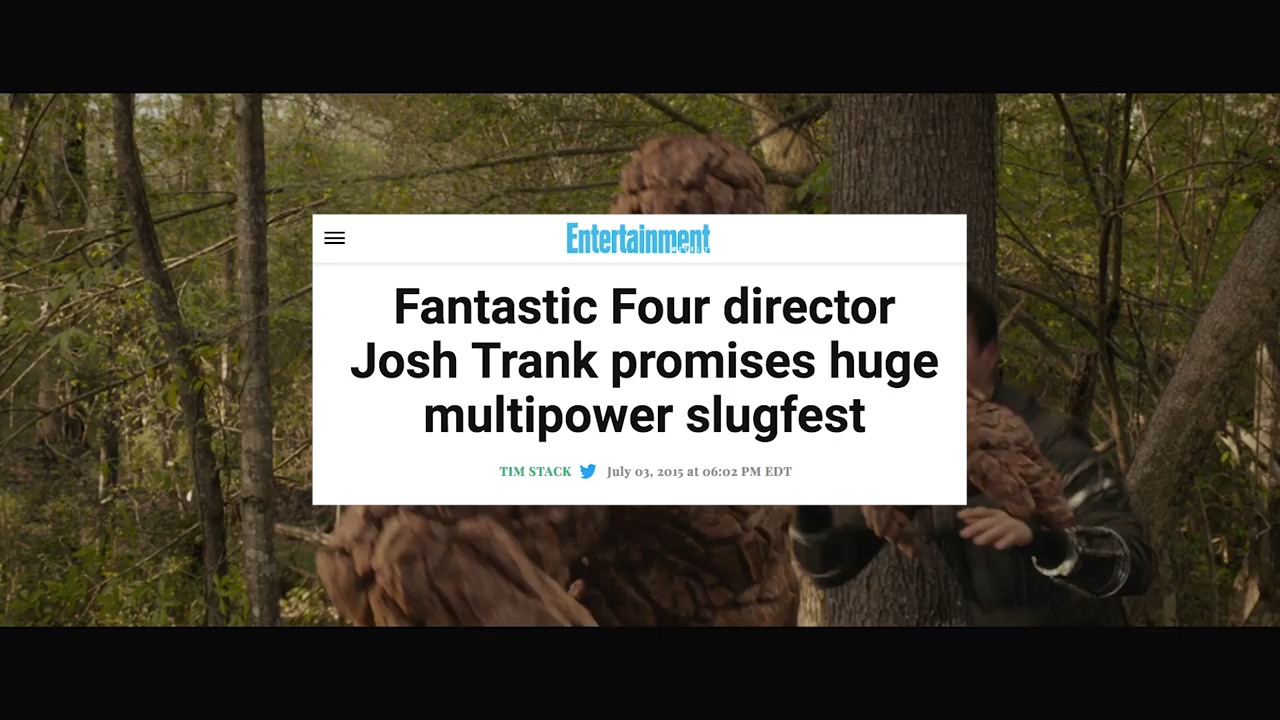 Entertainment
Fantastic Four director
Josh Trank promises huge
multipower slugfest
TIM STACK July 03, 2015 at 06:02 PM EDT